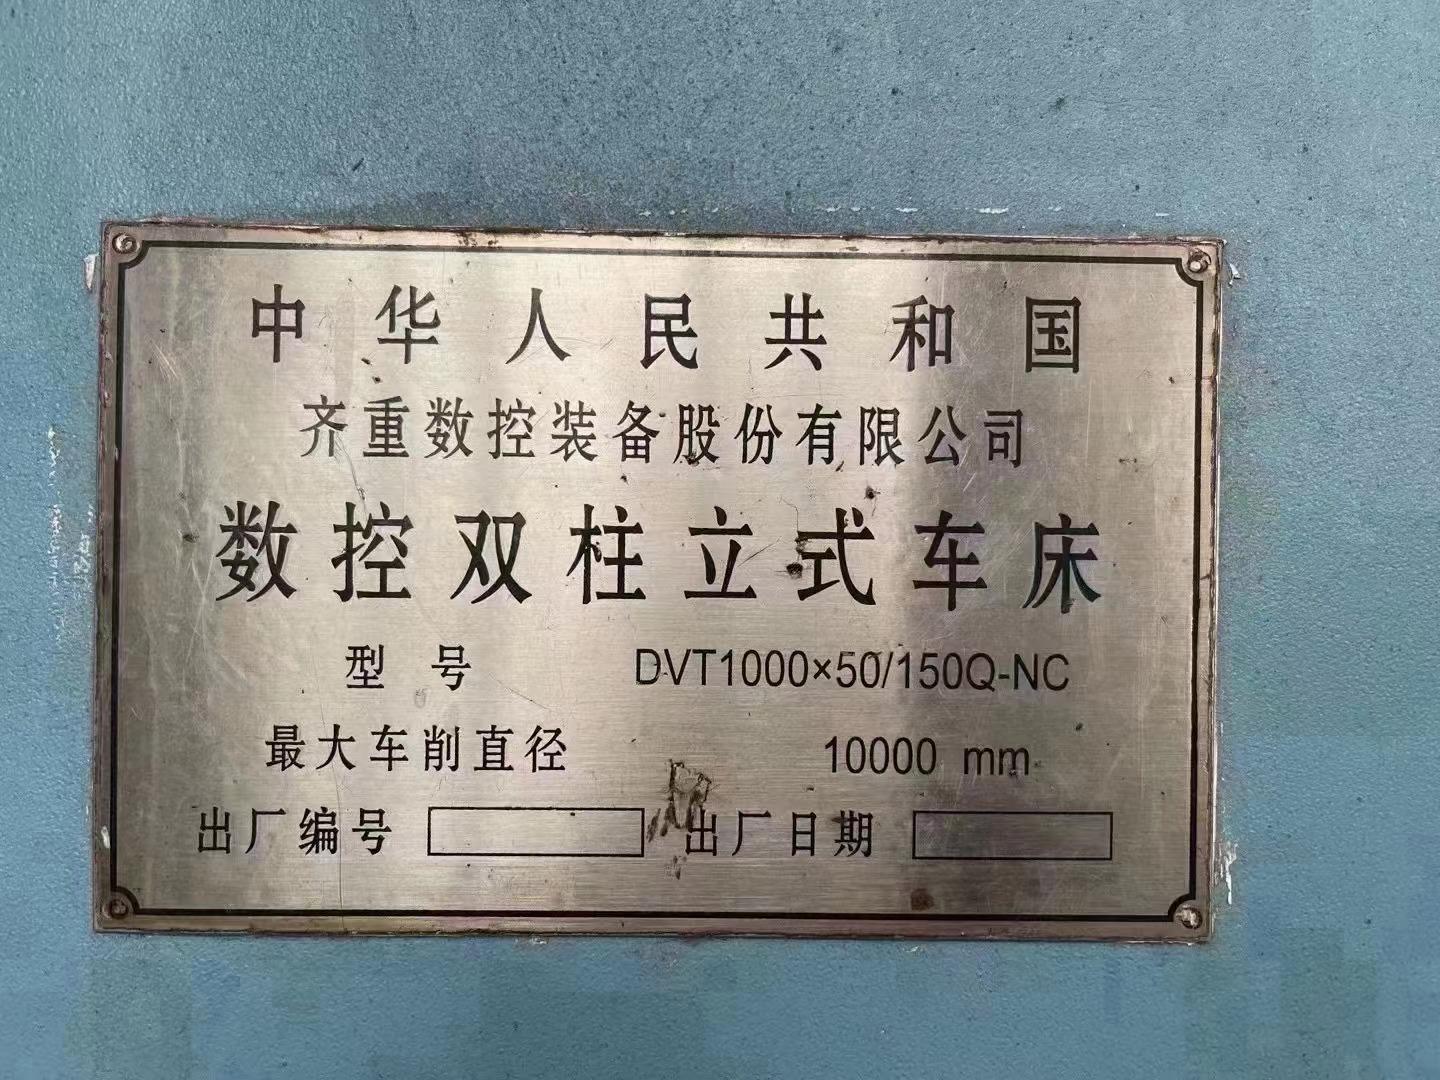 中华人民共和国
齐重数控装备股份有限公司
数控双柱立式车床
型号 DVT1000×50/150Q-NC
最大车削直径 10000 mm
出厂编号 出厂日期